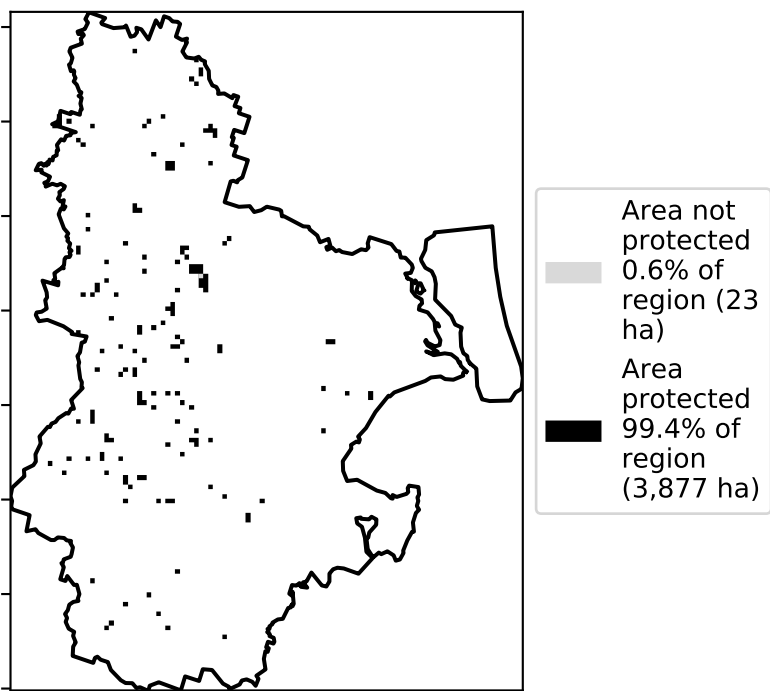 Area not
protected
0.6% of
region (23
ha)
Area
protected
99.4% of
region
(3,877 ha)